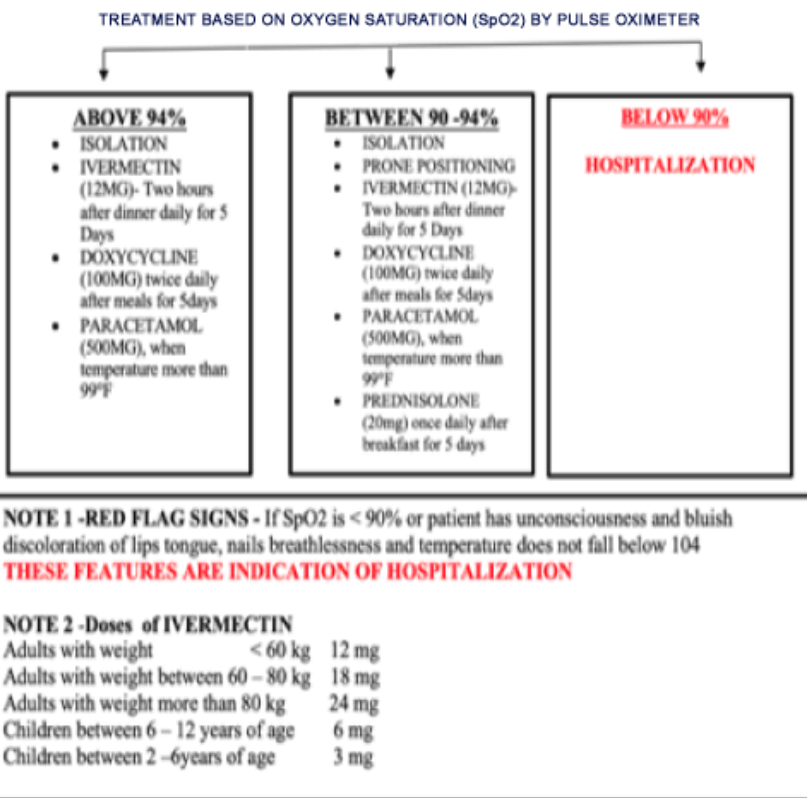 TREATMENT BASED ON OXYGEN SATURATION (SpO2) BY PULSE OXIMETER
ABOVE 94%
• ISOLATION
• IVERMECTIN
(12MG)- Two hours
after dinner daily for 5
Days
• DOXYCYCLINE
(100MG) twice daily
after meals for 5days
• PARACETAMOL
(500MG), when
temperature more than
99°F
BETWEEN 90 -94%
• ISOLATION
• PRONE POSITIONING
• IVERMECTIN (12MG)-
Two hours after dinner
daily for 5 Days
• DOXYCYCLINE
(100MG) twice daily
after meals for 5days
• PARACETAMOL
(500MG), when
temperature more than
99°F
• PREDNISOLONE
(20mg) once daily after
breakfast for 5 days
BELOW 90%
HOSPITALIZATION
NOTE 1 -RED FLAG SIGNS - If SpO2 is < 90% or patient has unconsciousness and bluish
discoloration of lips tongue, nails breathlessness and temperature does not fall below 104
THESE FEATURES ARE INDICATION OF HOSPITALIZATION
NOTE 2 -Doses of IVERMECTIN
Adults with weight < 60 kg 12 mg
Adults with weight between 60 – 80 kg 18 mg
Adults with weight more than 80 kg 24 mg
Children between 6 – 12 years of age 6 mg
Children between 2 –6years of age 3 mg